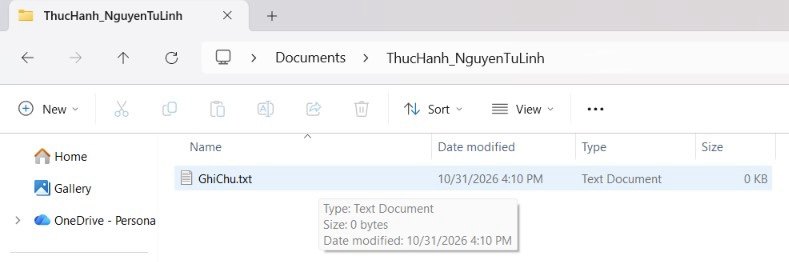 ThucHanh_NguyenTuLinh
Documents > ThucHanh_NguyenTuLinh
New Sort View
Name Date modified Type Size
Home
GhiChu.txt 10/31/2026 4:10 PM Text Document 0 KB
Gallery
Type: Text Document
OneDrive - Persona
Size: 0 bytes
Date modified: 10/31/2026 4:10 PM